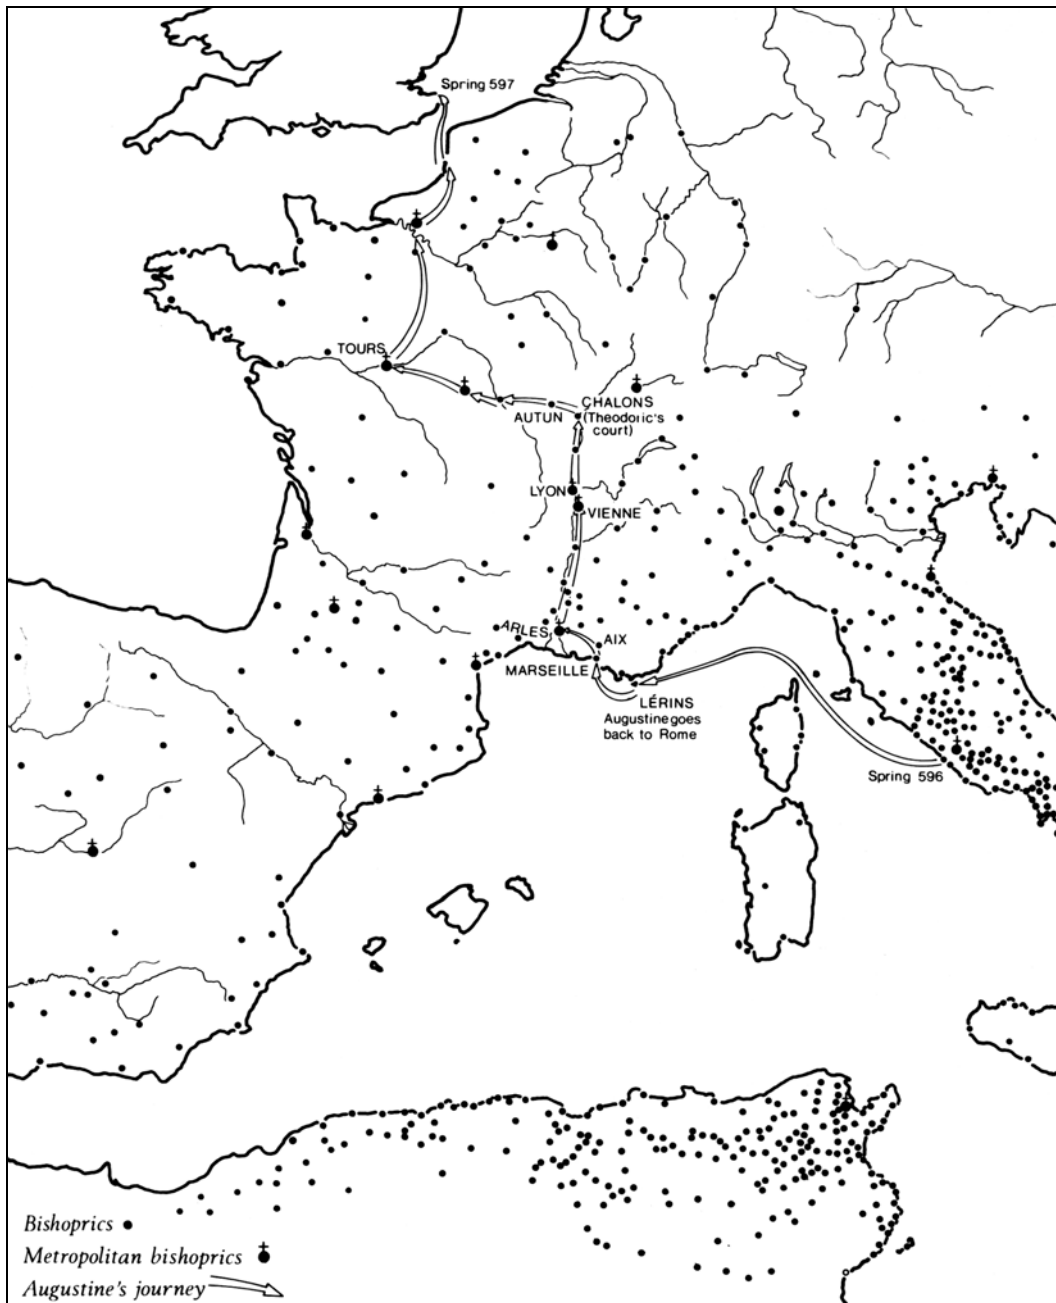 Spring 597
TOURS
CHALONS
(Theodoric's
court)
AUTUN
LYON
VIENNE
ARLES
AIX
MARSEILLE
LÉRINS
Augustine goes
back to Rome
Spring 596
Bishoprics
Metropolitan bishoprics
Augustine's journey